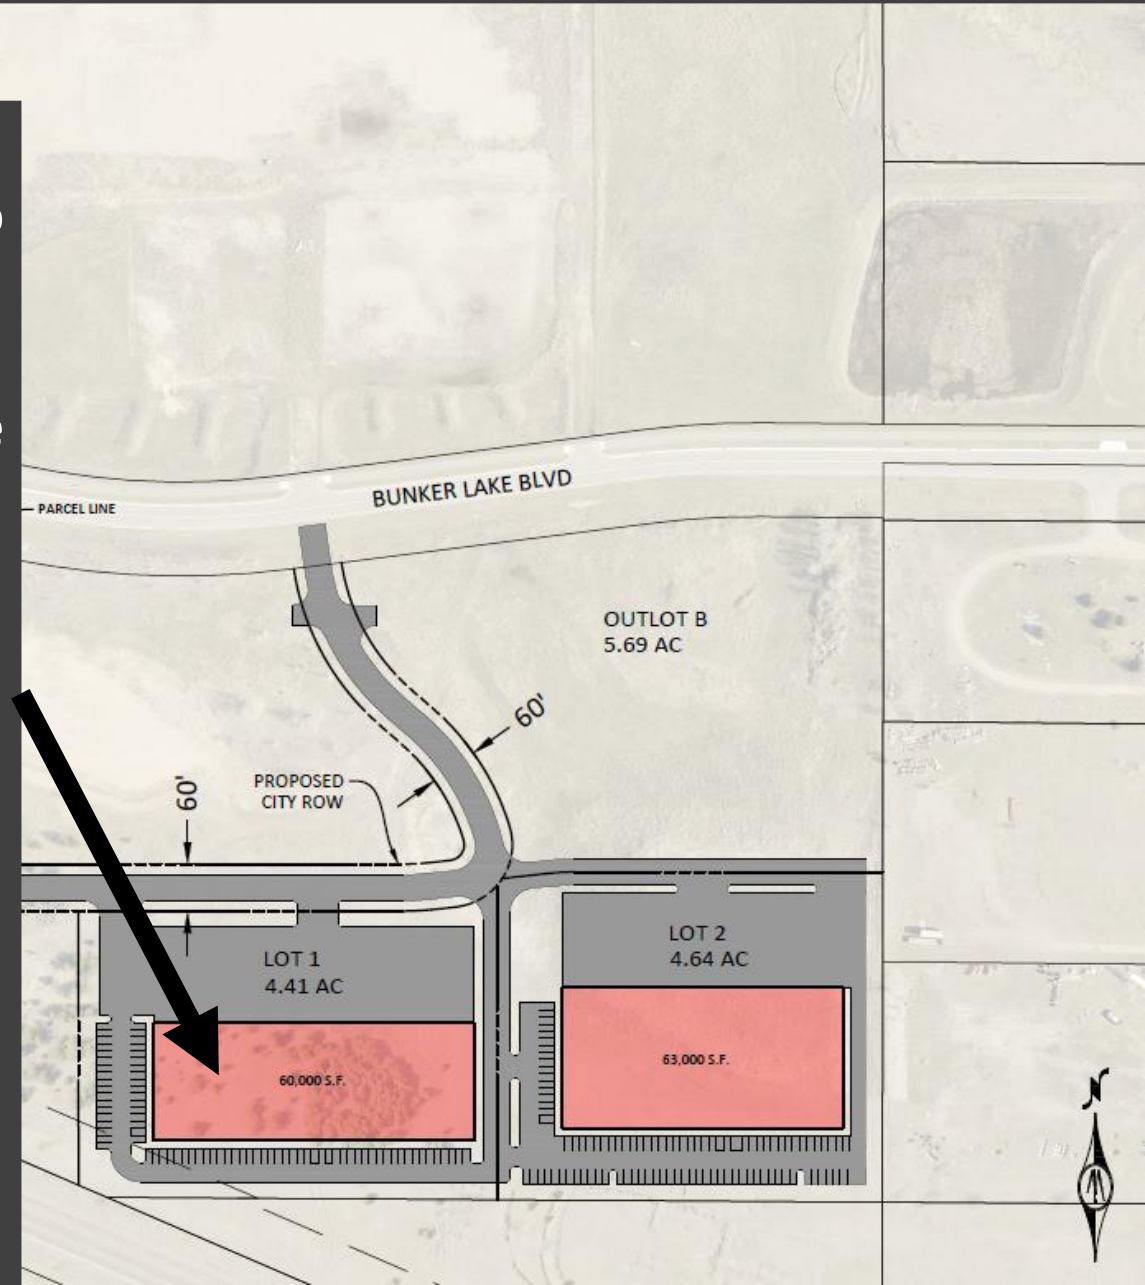 BUNKER LAKE BLVD
PARCEL LINE
OUTLOT B
5.69 AC
60'
PROPOSED
CITY ROW
60'
LOT 1
4.41 AC
LOT 2
4.64 AC
60,000 S.F.
63,000 S.F.
N